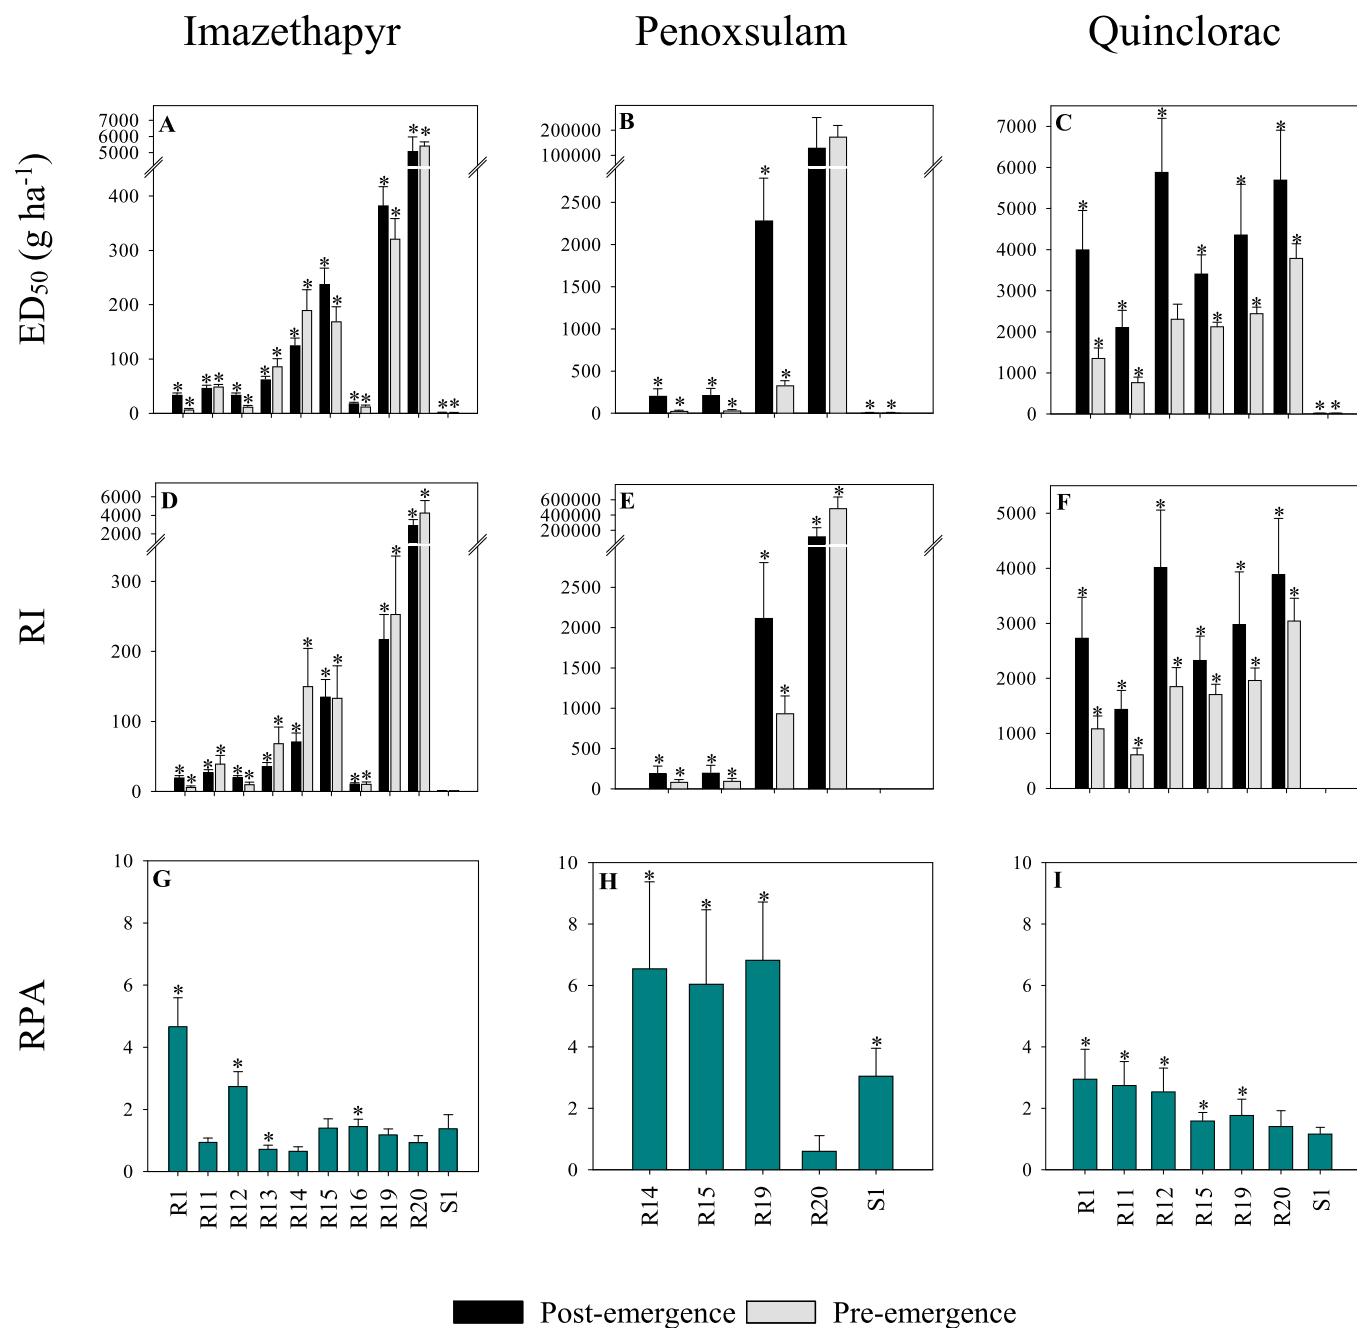 Imazethapyr Penoxsulam Quinclorac
ED50 (g ha-1)
A
7000
6000
5000
400
300
200
100
0
* * * * * * * * * * * * * * * * * * * *
B
200000
100000
2500
2000
1500
1000
500
0
* * * * * * * *
C
7000
6000
5000
4000
3000
2000
1000
0
* * * * * * * * * * * * *
RI
D
6000
4000
2000
300
200
100
0
* * * * * * * * * * * * * * * * * *
E
600000
400000
200000
2500
2000
1500
1000
500
0
* * * * * * * *
F
5000
4000
3000
2000
1000
0
* * * * * * * * * * * *
RPA
G
10
8
6
4
2
0
* * * *
R1 R11 R12 R13 R14 R15 R16 R19 R20 S1
H
10
8
6
4
2
0
* * * *
R14 R15 R19 R20 S1
I
10
8
6
4
2
0
* * * * *
R1 R11 R12 R15 R19 R20 S1
Post-emergence Pre-emergence